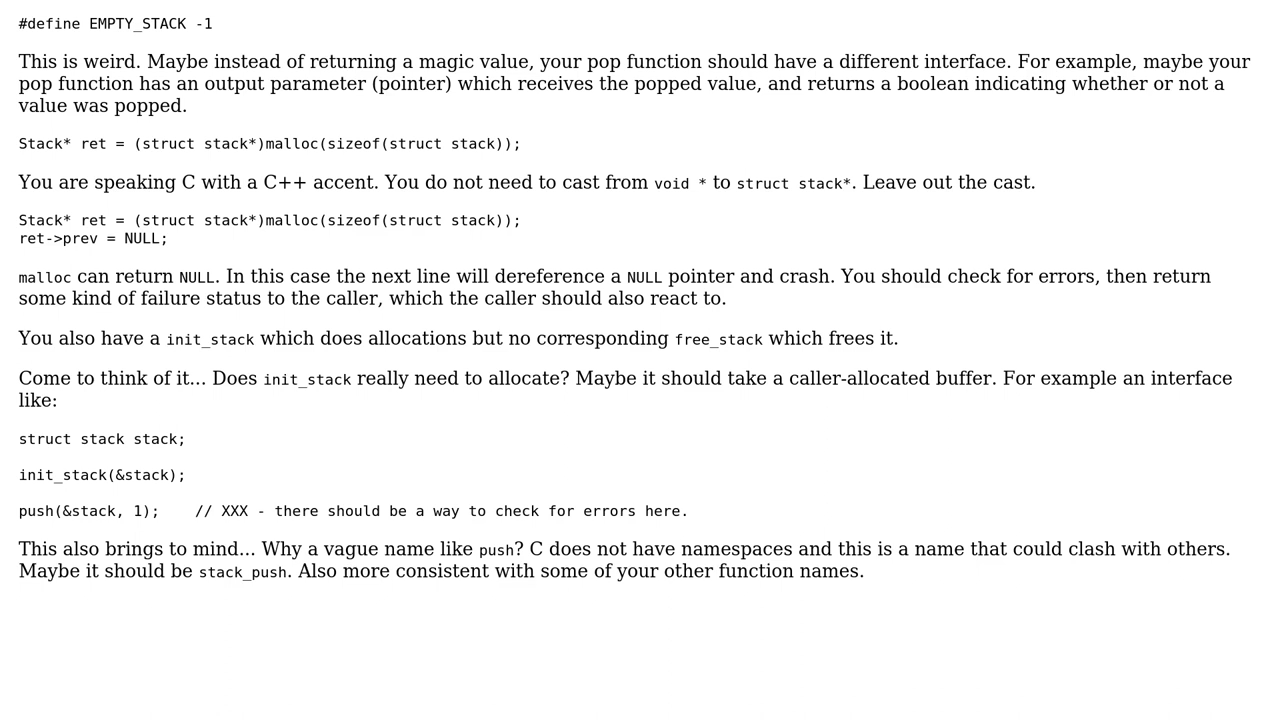 #define EMPTY_STACK -1
This is weird. Maybe instead of returning a magic value, your pop function should have a different interface. For example, maybe your
pop function has an output parameter (pointer) which receives the popped value, and returns a boolean indicating whether or not a
value was popped.
Stack* ret = (struct stack*)malloc(sizeof(struct stack));
You are speaking C with a C++ accent. You do not need to cast from void * to struct stack*. Leave out the cast.
Stack* ret = (struct stack*)malloc(sizeof(struct stack));
ret->prev = NULL;
malloc can return NULL. In this case the next line will dereference a NULL pointer and crash. You should check for errors, then return
some kind of failure status to the caller, which the caller should also react to.
You also have a init_stack which does allocations but no corresponding free_stack which frees it.
Come to think of it... Does init_stack really need to allocate? Maybe it should take a caller-allocated buffer. For example an interface
like:
struct stack stack;
init_stack(&stack);
push(&stack, 1);    // XXX - there should be a way to check for errors here.
This also brings to mind... Why a vague name like push? C does not have namespaces and this is a name that could clash with others.
Maybe it should be stack_push. Also more consistent with some of your other function names.